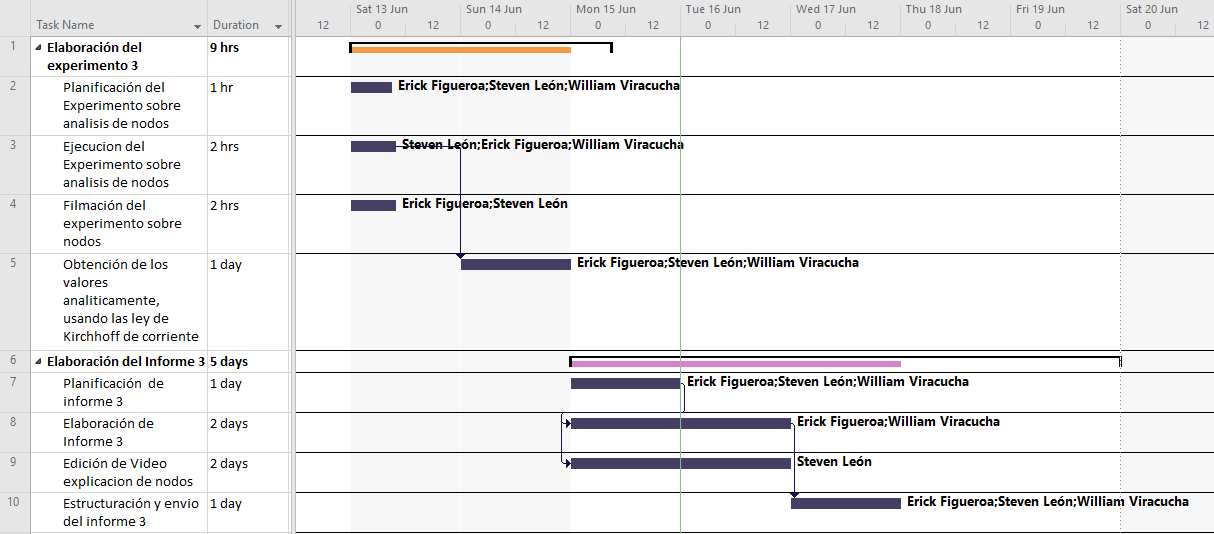 Sat 13 Jun Sun 14 Jun Mon 15 Jun Tue 16 Jun Wed 17 Jun Thu 18 Jun Fri 19 Jun Sat 20 Jun
Task Name Duration 12 0 12 0 12 0 12 0 12 0 12 0 12 0 12 0 12
1 Elaboración del 9 hrs
experimento 3
2 Planificación del 1 hr Erick Figueroa;Steven León;William Viracucha
Experimento sobre
analisis de nodos
3 Ejecucion del 2 hrs Steven León;Erick Figueroa;William Viracucha
Experimento sobre
analisis de nodos
4 Filmación del 2 hrs Erick Figueroa;Steven León
experimento sobre
nodos
5 Obtención de los 1 day Erick Figueroa;Steven León;William Viracucha
valores
analiticamente,
usando las ley de
Kirchhoff de corriente
6 Elaboración del Informe 3 5 days
7 Planificación de 1 day Erick Figueroa;Steven León;William Viracucha
informe 3
8 Elaboración de 2 days Erick Figueroa;William Viracucha
Informe 3
9 Edición de Video 2 days Steven León
explicacion de nodos
10 Estructuración y envio 1 day Erick Figueroa;Steven León;William Viracucha
del informe 3